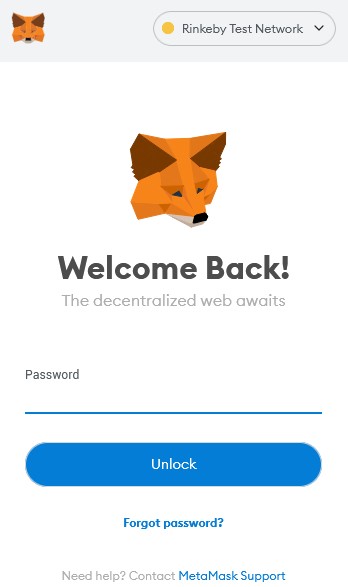 Rinkeby Test Network
Welcome Back!
The decentralized web awaits
Password
Unlock
Forgot password?
Need help? Contact MetaMask Support